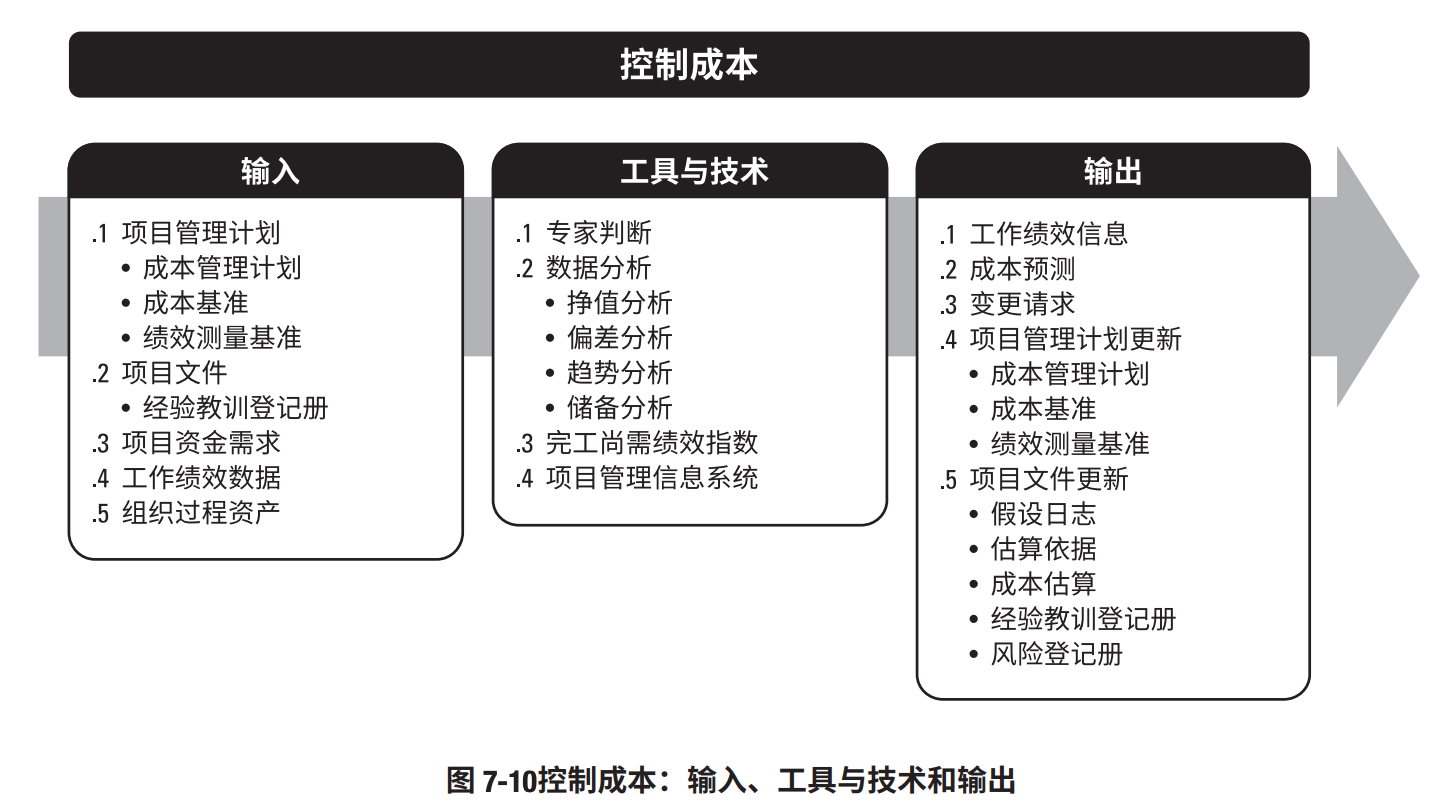 控制成本
输入
.1 项目管理计划
• 成本管理计划
• 成本基准
• 绩效测量基准
.2 项目文件
• 经验教训登记册
.3 项目资金需求
.4 工作绩效数据
.5 组织过程资产
工具与技术
.1 专家判断
.2 数据分析
• 挣值分析
• 偏差分析
• 趋势分析
• 储备分析
.3 完工尚需绩效指数
.4 项目管理信息系统
输出
.1 工作绩效信息
.2 成本预测
.3 变更请求
.4 项目管理计划更新
• 成本管理计划
• 成本基准
• 绩效测量基准
.5 项目文件更新
• 假设日志
• 估算依据
• 成本估算
• 经验教训登记册
• 风险登记册
图 7-10控制成本：输入、工具与技术和输出